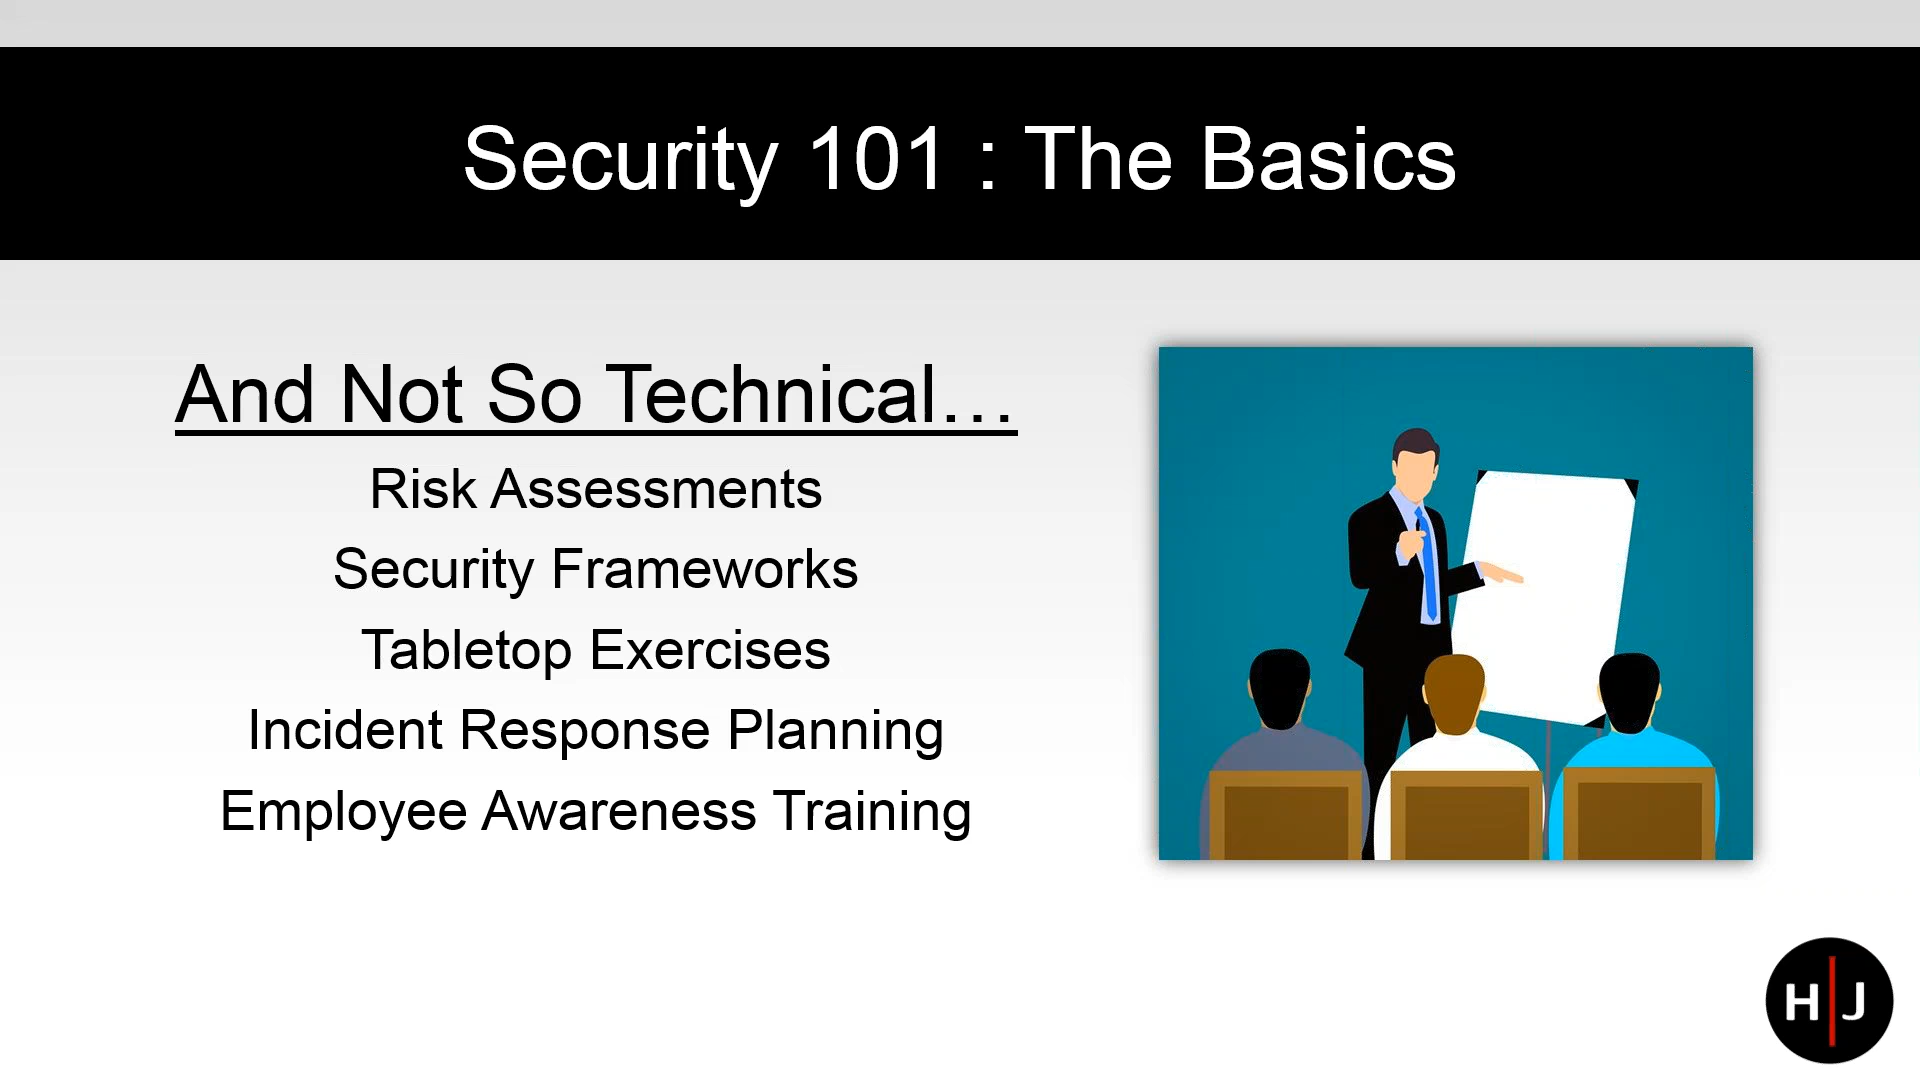 Security 101 : The Basics
And Not So Technical…
Risk Assessments
Security Frameworks
Tabletop Exercises
Incident Response Planning
Employee Awareness Training
H|J